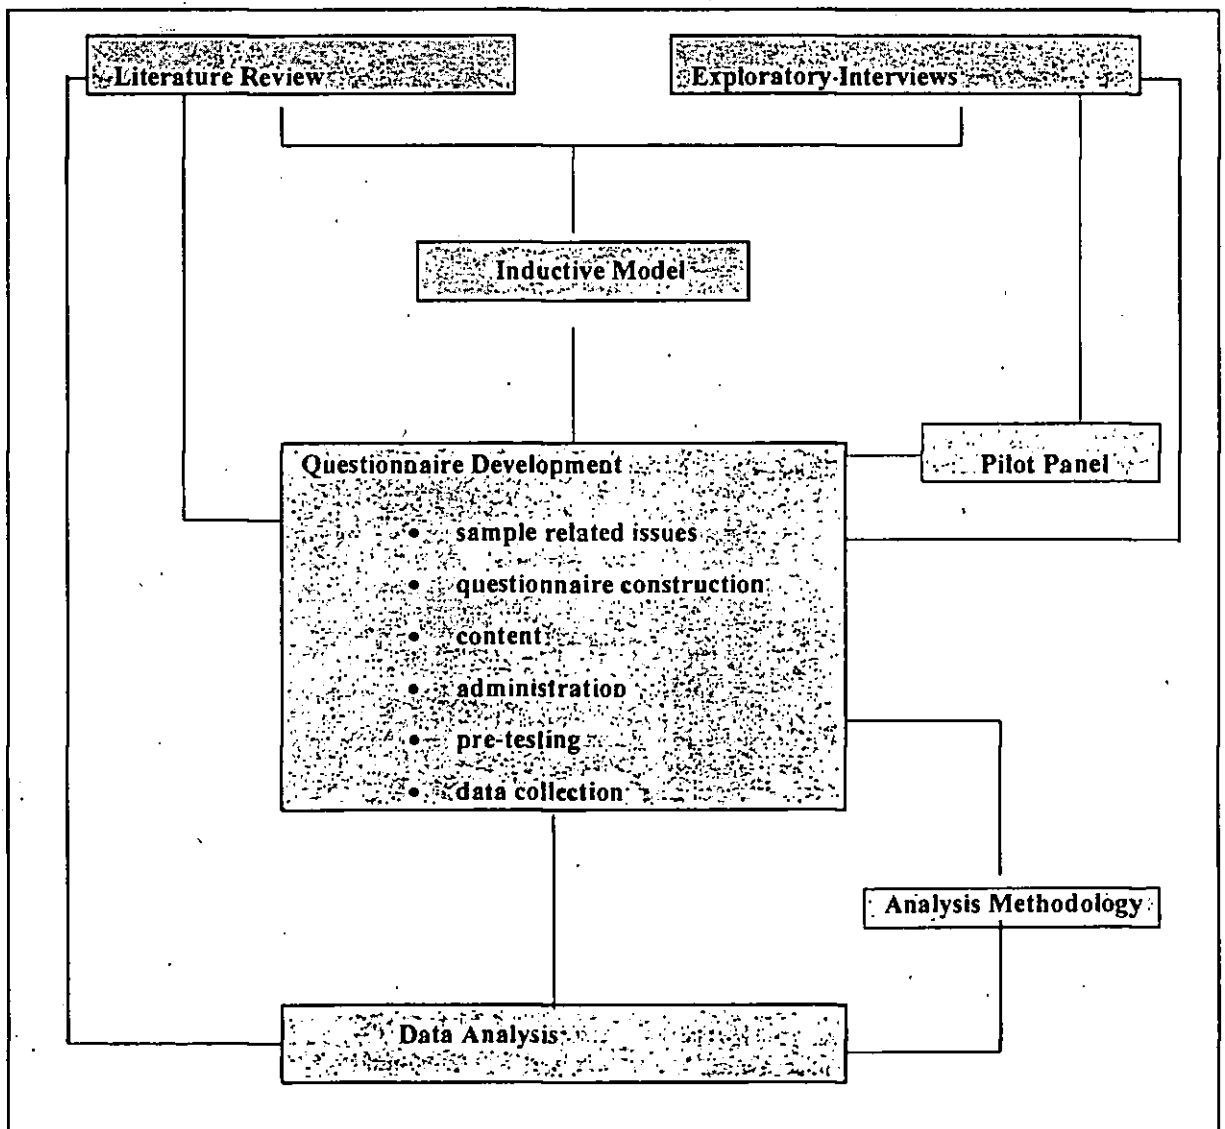 Literature Review
Exploratory Interviews
Inductive Model
Pilot Panel
Questionnaire Development
• sample related issues
• questionnaire construction
• content
• administration
• pre-testing
• data collection
Analysis Methodology
Data Analysis